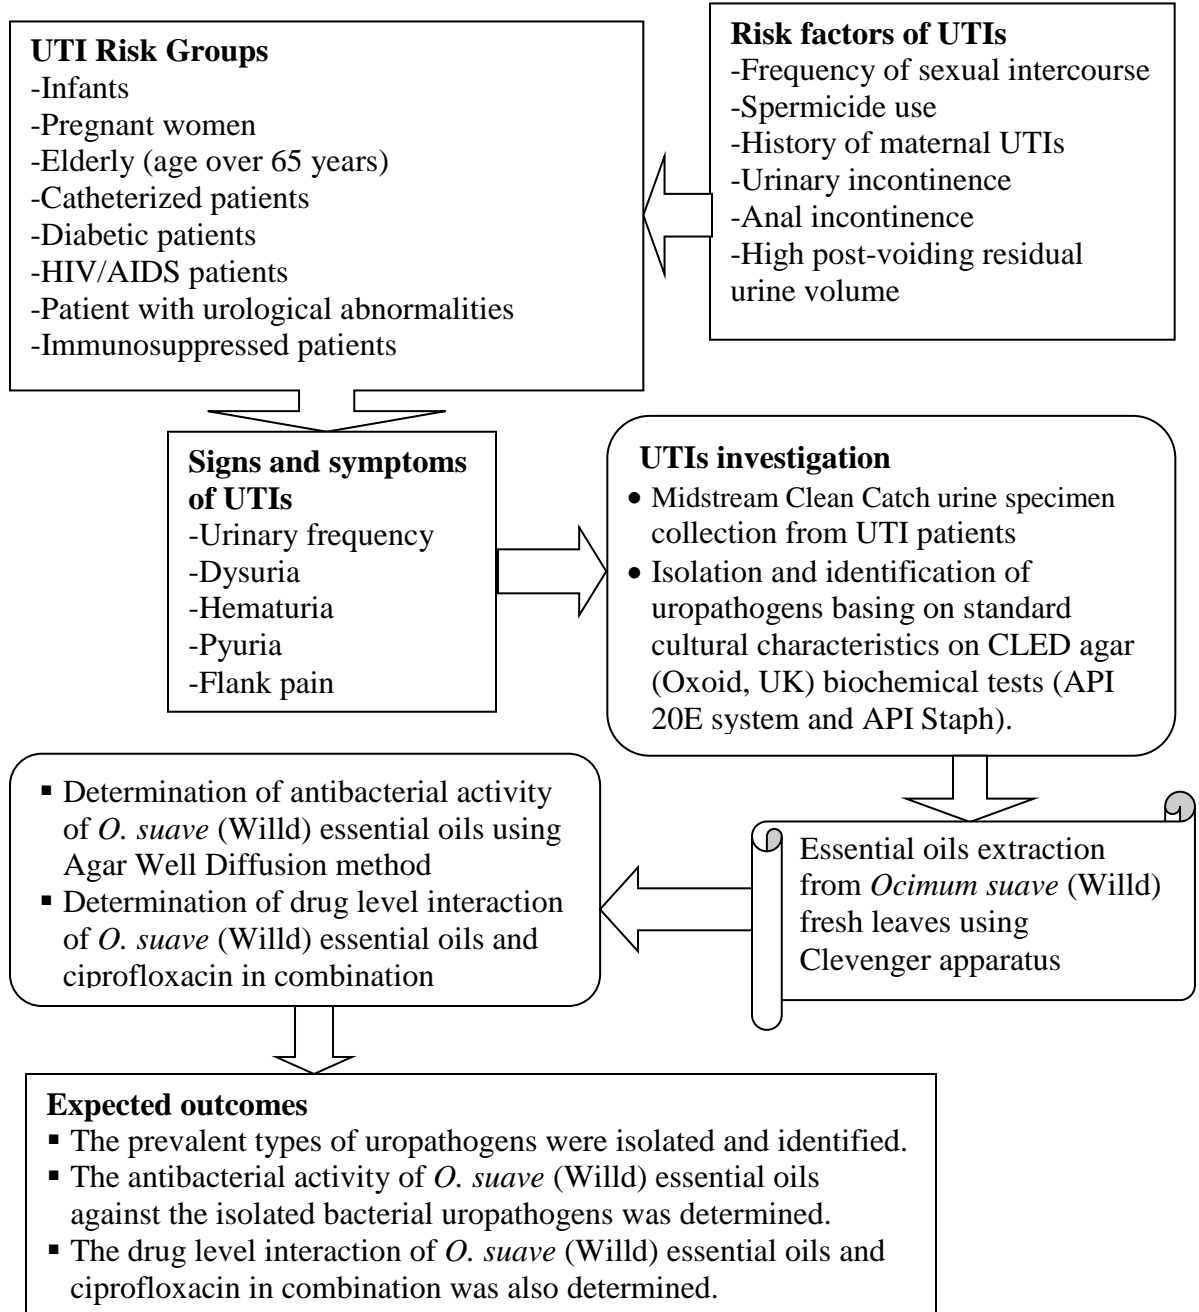 UTI Risk Groups
-Infants
-Pregnant women
-Elderly (age over 65 years)
-Catheterized patients
-Diabetic patients
-HIV/AIDS patients
-Patient with urological abnormalities
-Immunosuppressed patients
Risk factors of UTIs
-Frequency of sexual intercourse
-Spermicide use
-History of maternal UTIs
-Urinary incontinence
-Anal incontinence
-High post-voiding residual
urine volume
Signs and symptoms
of UTIs
-Urinary frequency
-Dysuria
-Hematuria
-Pyuria
-Flank pain
UTIs investigation
• Midstream Clean Catch urine specimen
collection from UTI patients
• Isolation and identification of
uropathogens basing on standard
cultural characteristics on CLED agar
(Oxoid, UK) biochemical tests (API
20E system and API Staph).
Essential oils extraction
from Ocimum suave (Willd)
fresh leaves using
Clevenger apparatus
▪ Determination of antibacterial activity
of O. suave (Willd) essential oils using
Agar Well Diffusion method
▪ Determination of drug level interaction
of O. suave (Willd) essential oils and
ciprofloxacin in combination
Expected outcomes
▪ The prevalent types of uropathogens were isolated and identified.
▪ The antibacterial activity of O. suave (Willd) essential oils
against the isolated bacterial uropathogens was determined.
▪ The drug level interaction of O. suave (Willd) essential oils and
ciprofloxacin in combination was also determined.